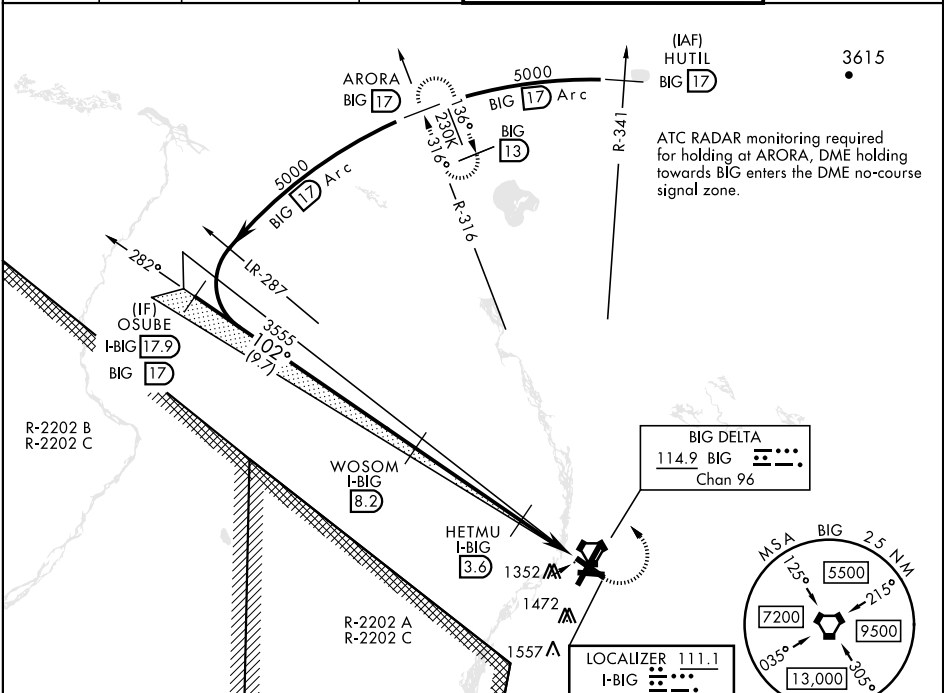 (IAF)
HUTIL
BIG 17
3615
ARORA
BIG 17
5000
BIG 17 Arc
136°
230K
316°
BIG
13
R-341
ATC RADAR monitoring required
for holding at ARORA, DME holding
towards BIG enters the DME no-course
signal zone.
5000
BIG 17 Arc
R-316
282°
LR-287
(IF)
OSUBE
I-BIG 17.9
BIG 17
3555
102°
(9.7)
R-2202 B
R-2202 C
WOSOM
I-BIG
8.2
BIG DELTA
114.9 BIG
Chan 96
HETMU
I-BIG
3.6
1352
1472
1557
R-2202 A
R-2202 C
LOCALIZER 111.1
I-BIG
MSA BIG 25 NM
125°
5500
215°
7200
9500
035°
13,000
305°